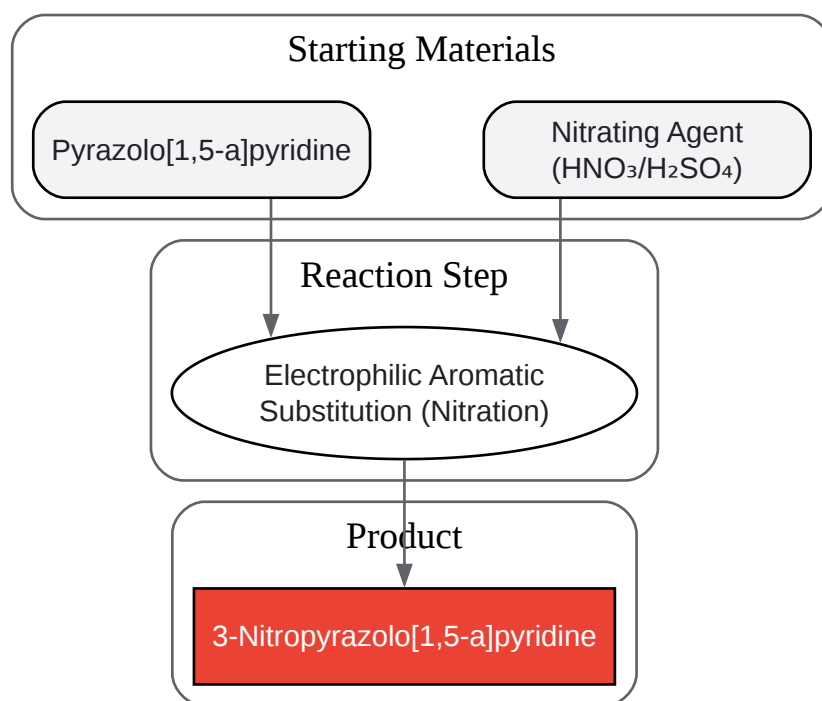 Starting Materials
Pyrazolo[1,5-a]pyridine
Nitrating Agent
(HNO₃/H₂SO₄)
Reaction Step
Electrophilic Aromatic
Substitution (Nitration)
Product
3-Nitropyrazolo[1,5-a]pyridine